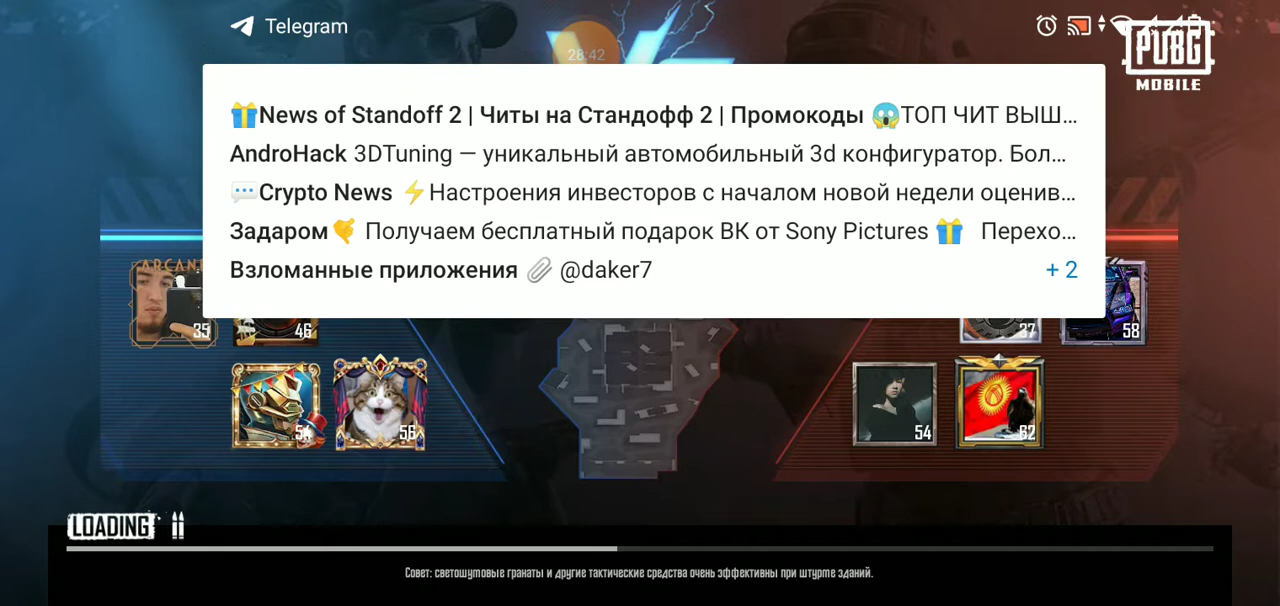 Telegram
28:42
PUBG
MOBILE
🎁News of Standoff 2 | Читы на Стандофф 2 | Промокоды 😱ТОП ЧИТ ВЫШ…
AndroHack 3DTuning — уникальный автомобильный 3d конфигуратор. Бол…
💬Crypto News ⚡Настроения инвесторов с началом новой недели оценив…
Задаром🤙 Получаем бесплатный подарок ВК от Sony Pictures 🎁 Перехо…
Взломанные приложения 📎 @daker7 + 2
ARCANE
35 46 37 58
54 56 54 62
LOADING
Совет: светошумовые гранаты и другие тактические средства очень эффективны при штурме зданий.